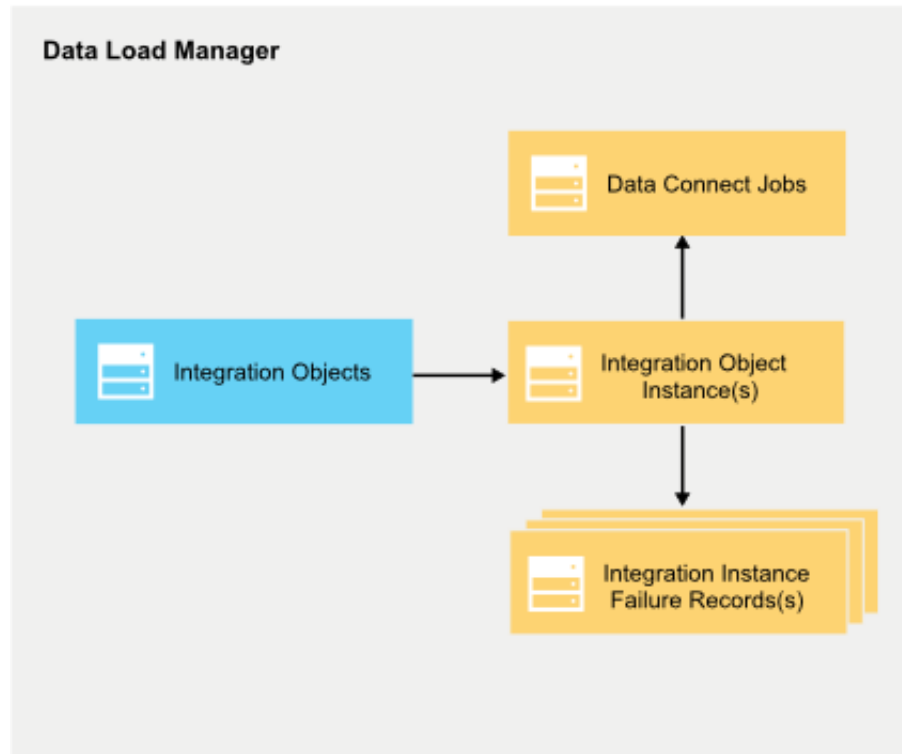 Data Load Manager
Data Connect Jobs
Integration Objects
Integration Object
Instance(s)
Integration Instance
Failure Records(s)